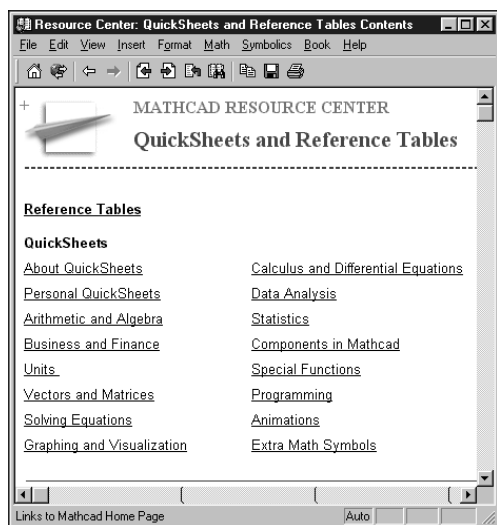 Resource Center: QuickSheets and Reference Tables Contents
File Edit View Insert Format Math Symbolics Book Help
MATHCAD RESOURCE CENTER
QuickSheets and Reference Tables
Reference Tables
QuickSheets
About QuickSheets Calculus and Differential Equations
Personal QuickSheets Data Analysis
Arithmetic and Algebra Statistics
Business and Finance Components in Mathcad
Units Special Functions
Vectors and Matrices Programming
Solving Equations Animations
Graphing and Visualization Extra Math Symbols
Links to Mathcad Home Page Auto